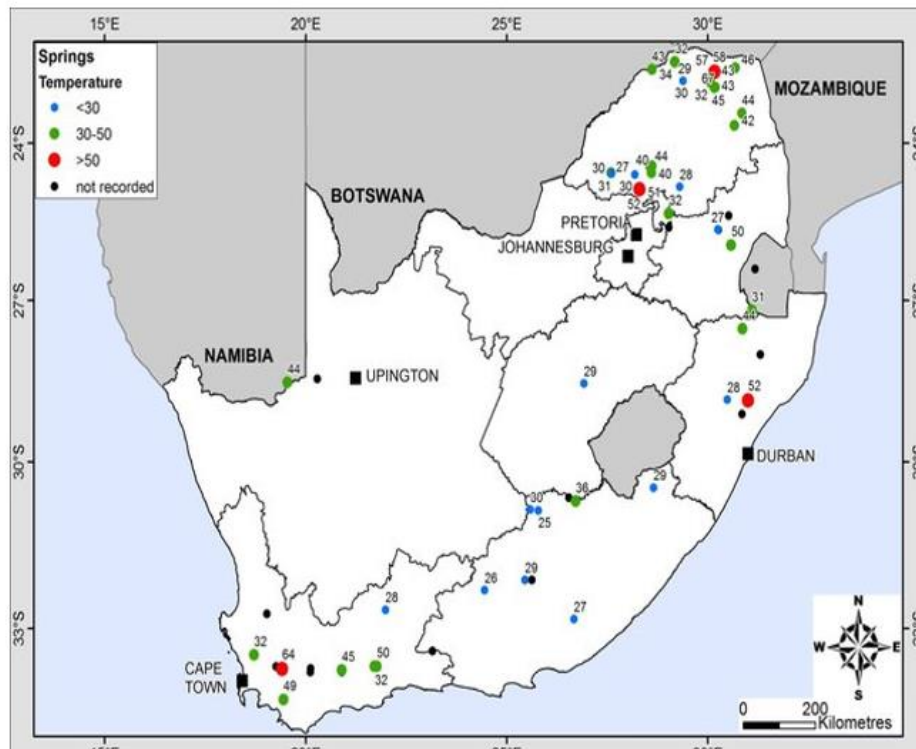 15°E 20°E 25°E 30°E
Springs
Temperature
<30
30-50
>50
not recorded
24°S
27°S
30°S
33°S
BOTSWANA
MOZAMBIQUE
NAMIBIA
PRETORIA
JOHANNESBURG
UPINGTON
DURBAN
CAPE
TOWN
43 32 57 58 46
34 29 67 43 43
30 32 45
44
42
30 27 40 44
40 28
31 30 51
52
32
27
50
31
44
44
29
28 52
29
36
30
25
26
29
27
28
32
64
45
50
32
49
N
W E
S
0 200
Kilometres